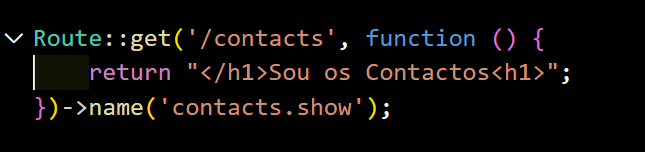 Route::get('/contacts', function () {
return "</h1>Sou os Contactos<h1>";
})->name('contacts.show');